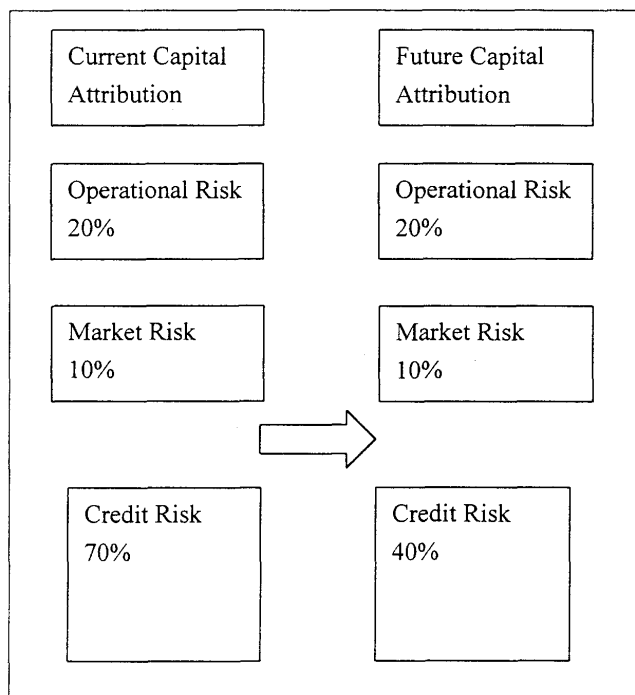 Current Capital
Attribution
Future Capital
Attribution
Operational Risk
20%
Operational Risk
20%
Market Risk
10%
Market Risk
10%
Credit Risk
70%
Credit Risk
40%